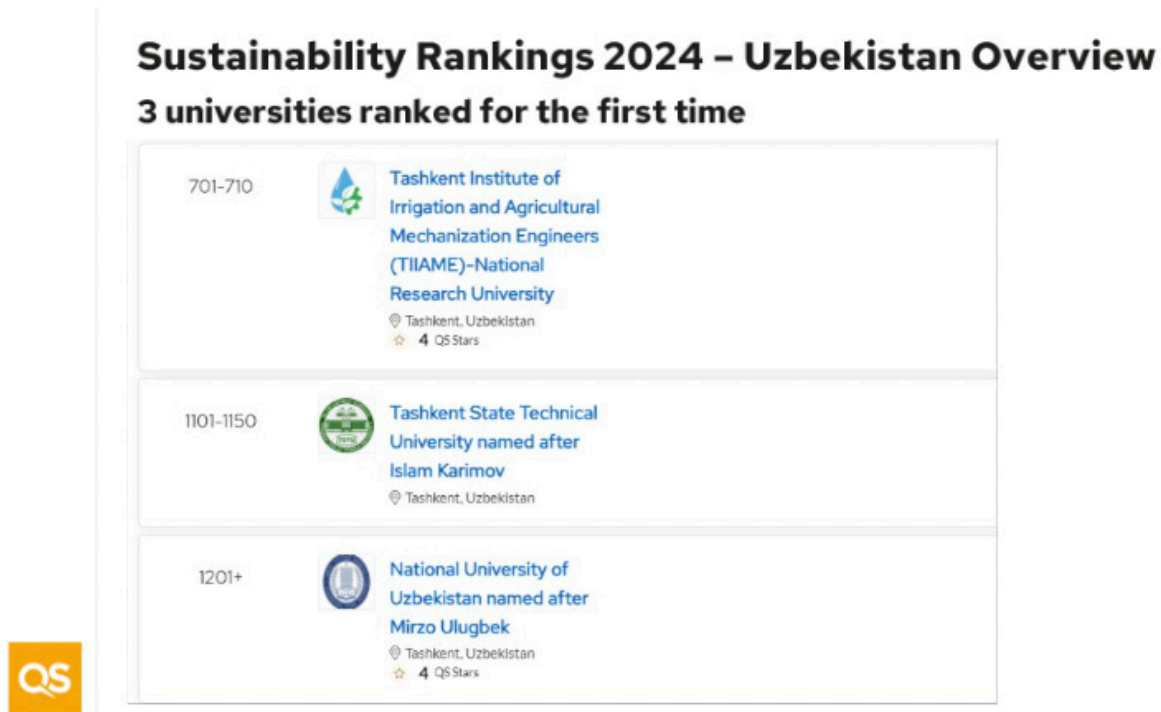 Sustainability Rankings 2024 – Uzbekistan Overview
3 universities ranked for the first time
701-710
Tashkent Institute of
Irrigation and Agricultural
Mechanization Engineers
(TIIAME)-National
Research University
Tashkent, Uzbekistan
4 QS Stars
1101-1150
Tashkent State Technical
University named after
Islam Karimov
Tashkent, Uzbekistan
1201+
National University of
Uzbekistan named after
Mirzo Ulugbek
Tashkent, Uzbekistan
4 QS Stars
QS